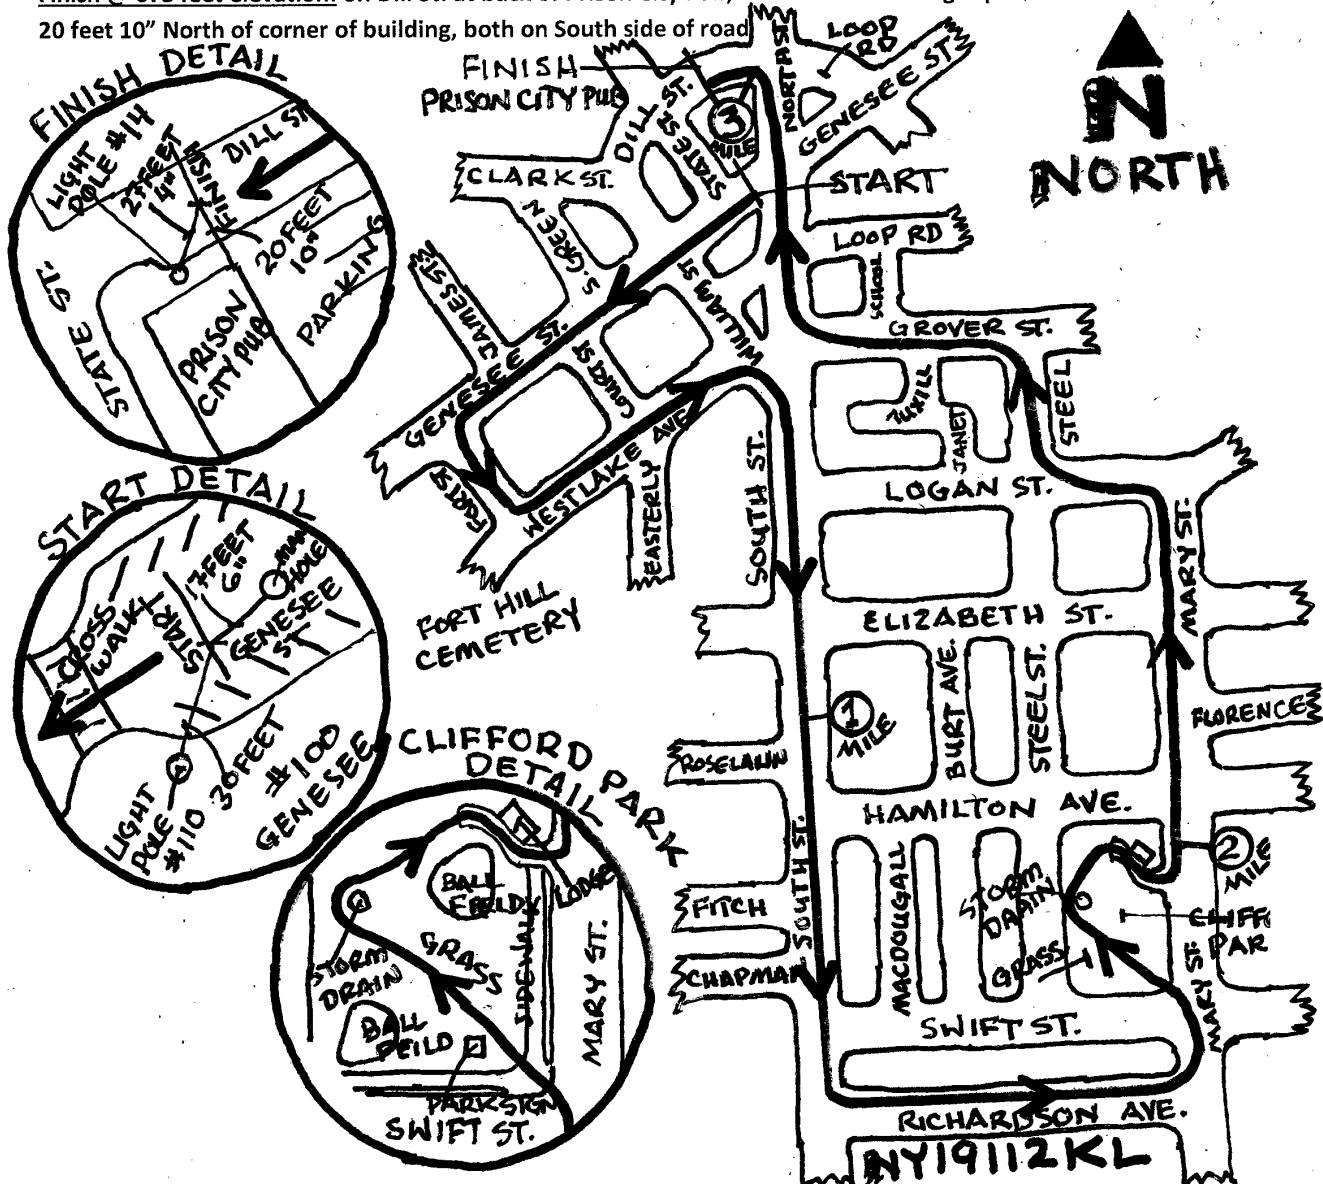 20 feet 10” North of corner of building, both on South side of road
FINISH DETAIL
LIGHT
POLE #14
27 FEET
4"
FINISH
DILL ST
20 FEET
10"
PARKING
STATE ST.
PRISON
CITY PUB
START DETAIL
CROSS
WALK
START
17 FEET
6"
MAN
HOLE
GENESEE
ST
LIGHT
POLE
#110
30 FEET
#100
GENESEE
CLIFFORD PARK
DETAIL
BALL
FIELD
LODGE
STORM
DRAIN
GRASS
SIDEWALK
MARY ST.
BALL
FEILD
PARK SIGN
SWIFT ST.
FINISH
PRISON CITY PUB
DILL ST.
STATE ST.
3
MILE
NORTH ST
LOOP
RD
GENESEE ST
N
NORTH
CLARK ST.
START
S. GREEN
LOOP RD
JAMES ST.
WILLIAM ST
SCHOOL
GENESEE ST.
COURT ST
GROVER ST.
FORT ST
WESTLAKE AVE
EASTERLY
SOUTH ST.
TUXILL
JANET
STEEL
LOGAN ST.
MARY ST.
FORT HILL
CEMETERY
ELIZABETH ST.
1
MILE
BURT AVE.
STEEL ST.
FLORENCE
ROSELAWN
HAMILTON AVE.
SOUTH ST.
2
MILE
FITCH
MACDOUGALL
STORM
DRAIN
CLIFF
PAR
CHAPMAN
GRASS
MARY ST.
SWIFT ST.
RICHARDSON AVE.
NY19112KL